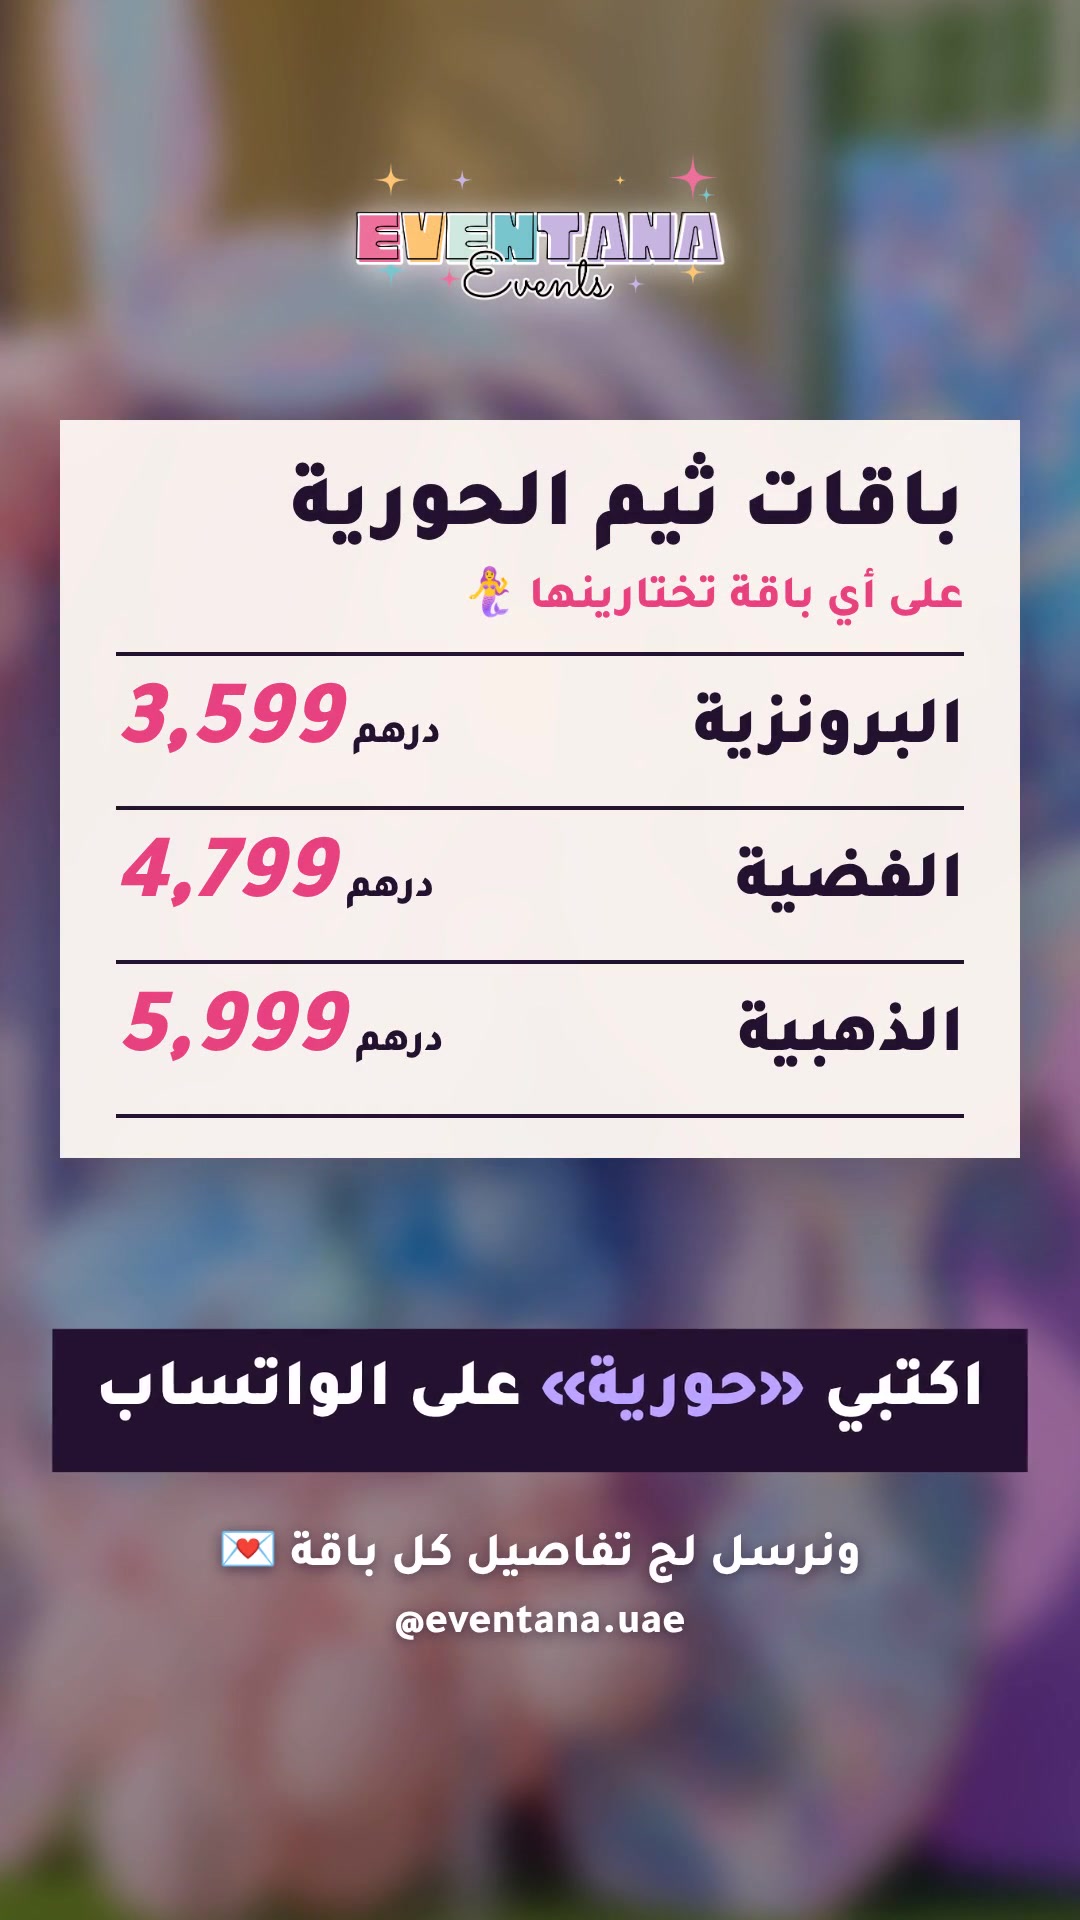 EVENTANA
Events
باقات ثيم الحورية
على أي باقة تختارينها 🧜‍♀️
البرونزية 3,599 درهم
الفضية 4,799 درهم
الذهبية 5,999 درهم
اكتبي «حورية» على الواتساب
ونرسل لج تفاصيل كل باقة 💌
@eventana.uae